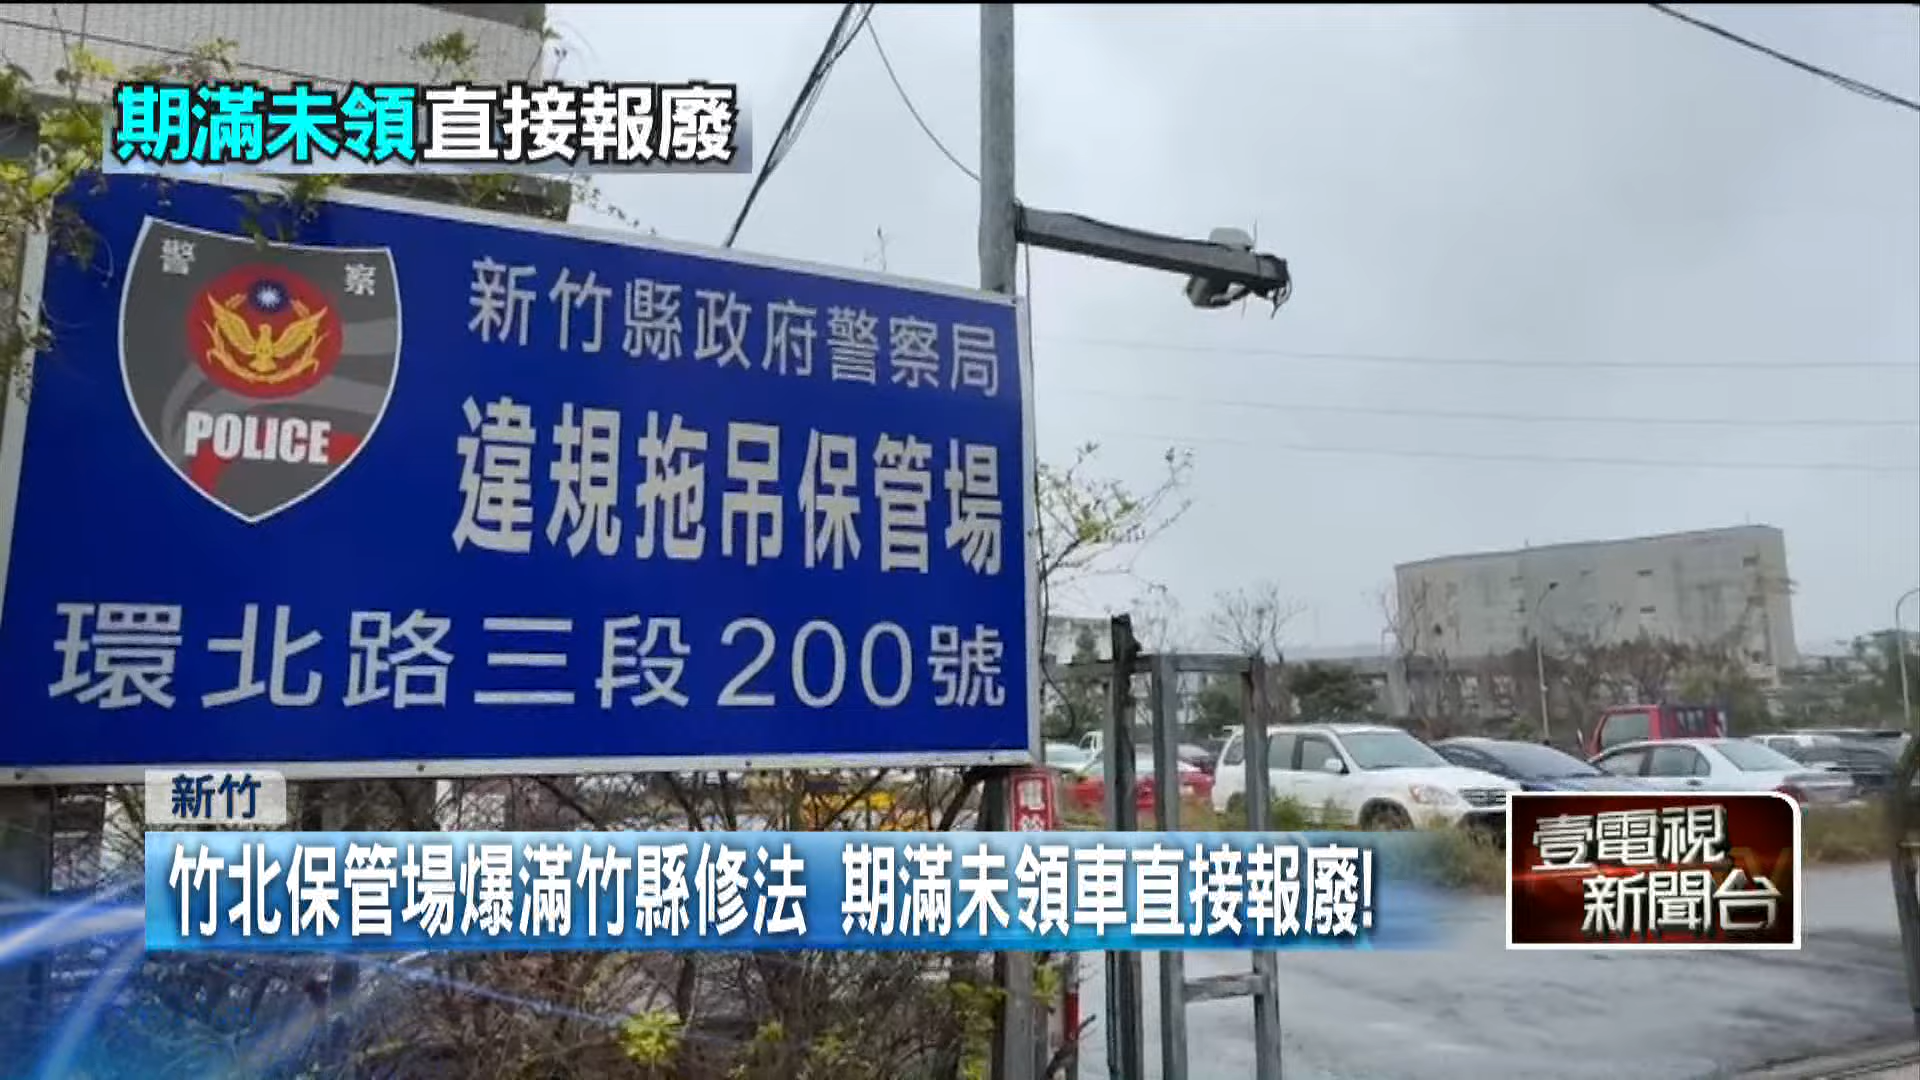 期滿未領直接報廢
警察
POLICE
新竹縣政府警察局
違規拖吊保管場
環北路三段200號
新竹
竹北保管場爆滿竹縣修法 期滿未領車直接報廢!
壹電視
新聞台